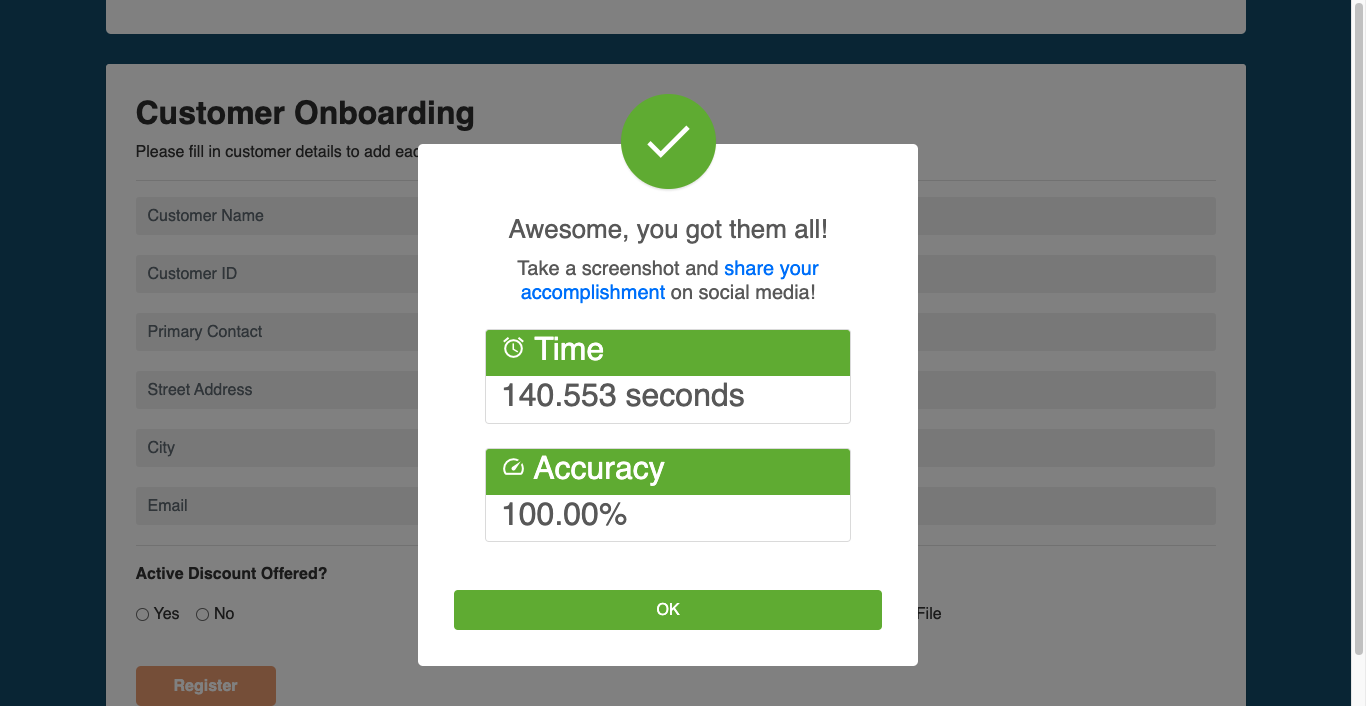 Customer Onboarding
Please fill in customer details to add
Customer Name
Customer ID
Primary Contact
Street Address
City
Email
Active Discount Offered?
Yes No
File
Register
Awesome, you got them all!
Take a screenshot and share your
accomplishment on social media!
Time
140.553 seconds
Accuracy
100.00%
OK